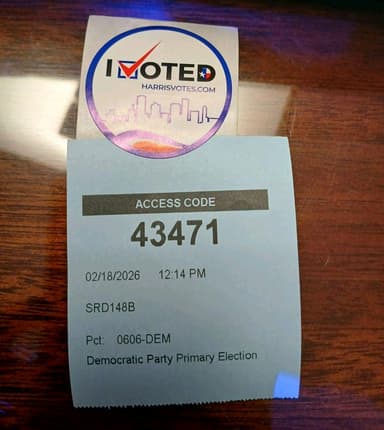 I VOTED
HARRISVOTES.COM
ACCESS CODE
43471
02/18/2026 12:14 PM
SRD148B
Pct: 0606-DEM
Democratic Party Primary Election